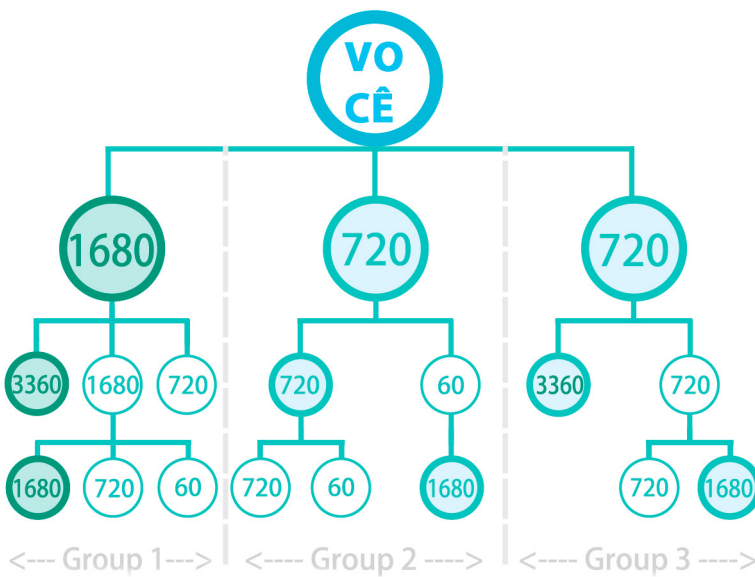 VO
CÊ
1680 720 720
3360 1680 720 720 60 3360 720
1680 720 60 720 60 1680 720 1680
<--- Group 1---> <---- Group 2 ----> <---- Group 3 ---->